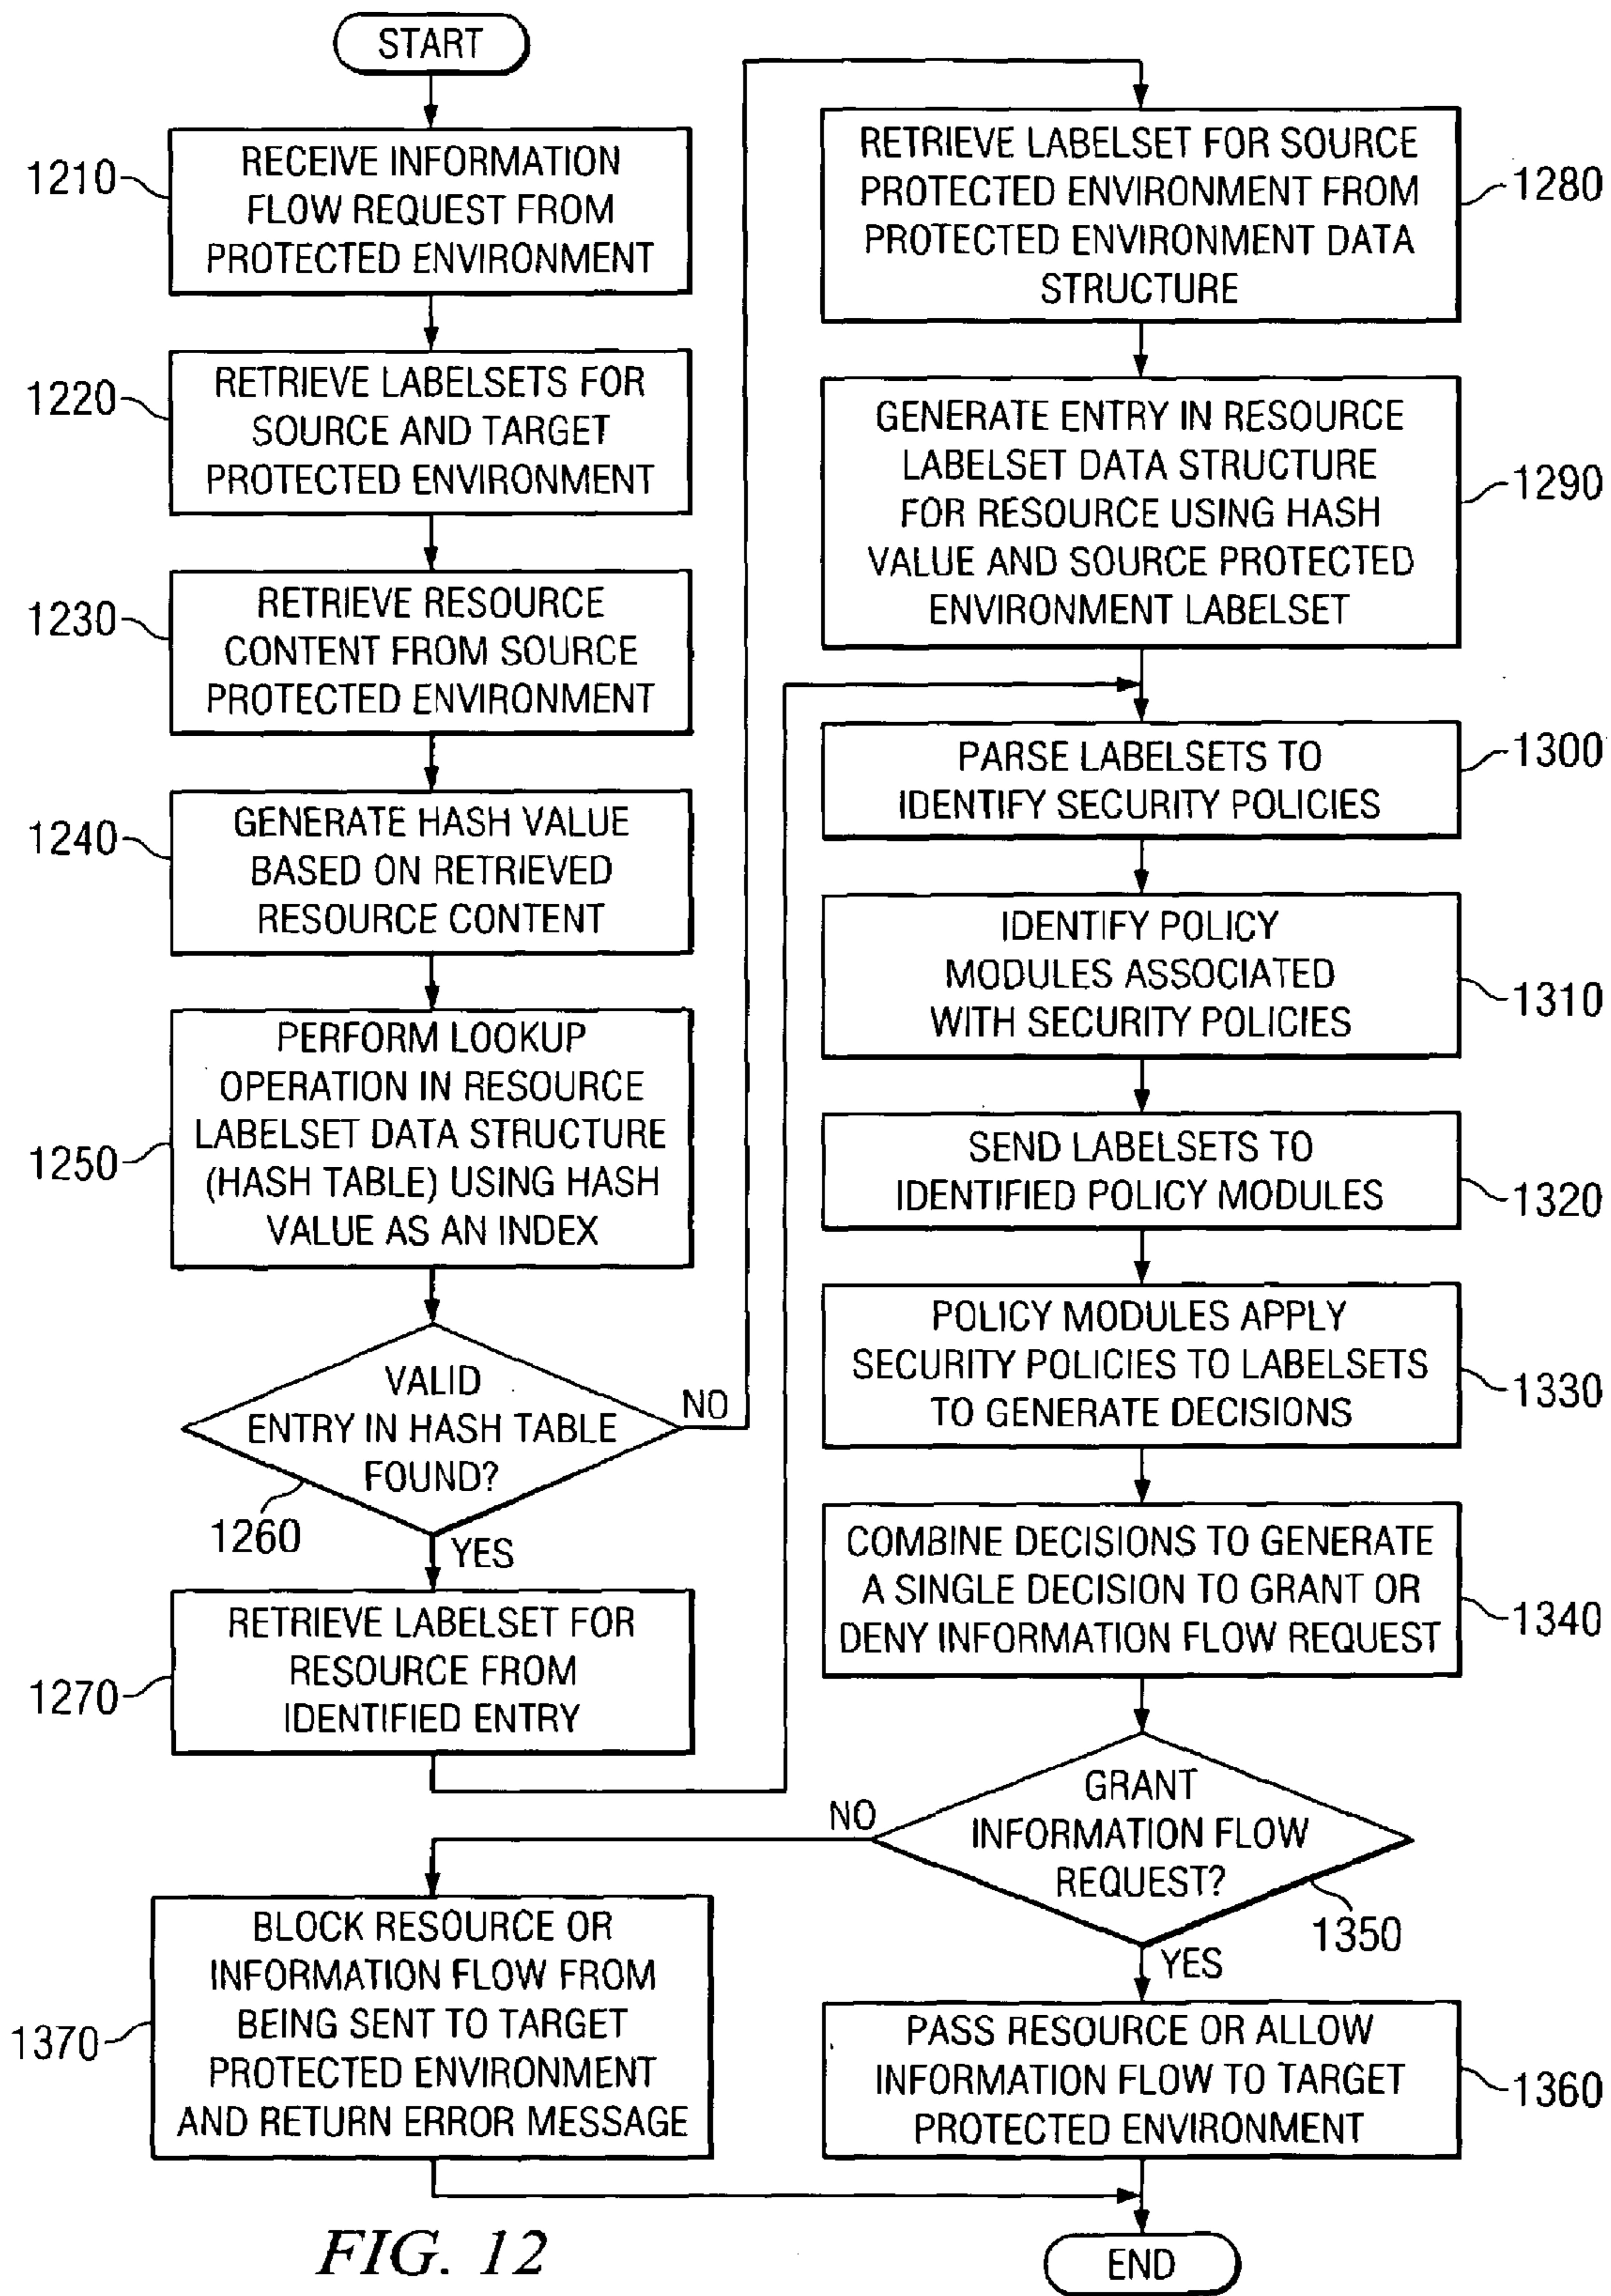 START
1210
RECEIVE INFORMATION
FLOW REQUEST FROM
PROTECTED ENVIRONMENT
1220
RETRIEVE LABELSETS FOR
SOURCE AND TARGET
PROTECTED ENVIRONMENT
1230
RETRIEVE RESOURCE
CONTENT FROM SOURCE
PROTECTED ENVIRONMENT
1240
GENERATE HASH VALUE
BASED ON RETRIEVED
RESOURCE CONTENT
1250
PERFORM LOOKUP
OPERATION IN RESOURCE
LABELSET DATA STRUCTURE
(HASH TABLE) USING HASH
VALUE AS AN INDEX
VALID
ENTRY IN HASH TABLE
FOUND?
NO
1260
YES
1270
RETRIEVE LABELSET FOR
RESOURCE FROM
IDENTIFIED ENTRY
RETRIEVE LABELSET FOR SOURCE
PROTECTED ENVIRONMENT FROM
PROTECTED ENVIRONMENT DATA
STRUCTURE
1280
GENERATE ENTRY IN RESOURCE
LABELSET DATA STRUCTURE
FOR RESOURCE USING HASH
VALUE AND SOURCE PROTECTED
ENVIRONMENT LABELSET
1290
PARSE LABELSETS TO
IDENTIFY SECURITY POLICIES
1300
IDENTIFY POLICY
MODULES ASSOCIATED
WITH SECURITY POLICIES
1310
SEND LABELSETS TO
IDENTIFIED POLICY MODULES
1320
POLICY MODULES APPLY
SECURITY POLICIES TO LABELSETS
TO GENERATE DECISIONS
1330
COMBINE DECISIONS TO GENERATE
A SINGLE DECISION TO GRANT OR
DENY INFORMATION FLOW REQUEST
1340
GRANT
INFORMATION FLOW
REQUEST?
NO
1350
YES
1370
BLOCK RESOURCE OR
INFORMATION FLOW FROM
BEING SENT TO TARGET
PROTECTED ENVIRONMENT
AND RETURN ERROR MESSAGE
PASS RESOURCE OR ALLOW
INFORMATION FLOW TO TARGET
PROTECTED ENVIRONMENT
1360
END
FIG. 12